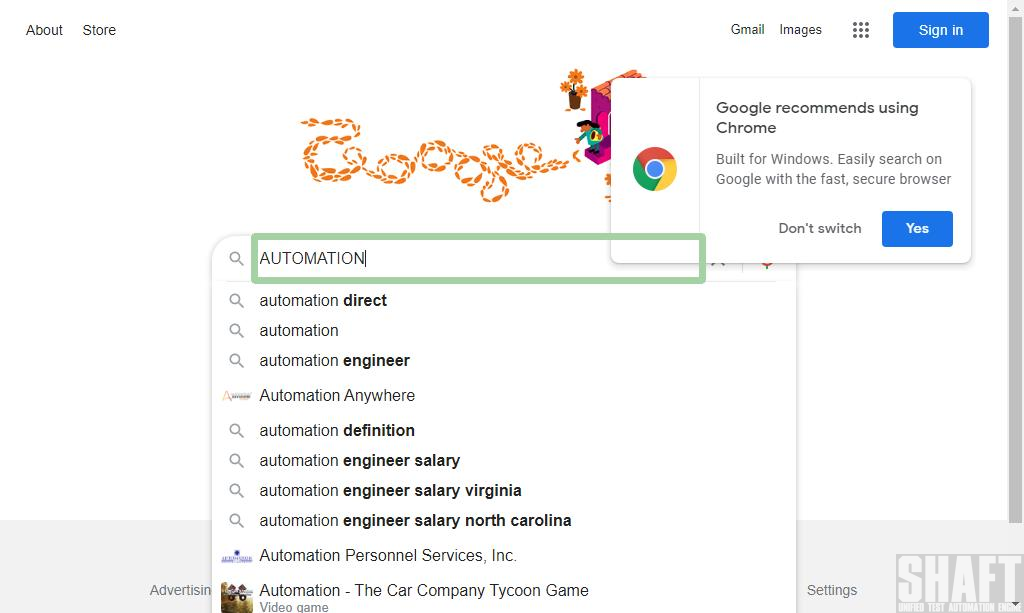 About
Store
Gmail
Images
Sign in
Google
Google recommends using
Chrome
Built for Windows. Easily search on
Google with the fast, secure browser
Don't switch
Yes
AUTOMATION
automation direct
automation
automation engineer
Automation Anywhere
automation definition
automation engineer salary
automation engineer salary virginia
automation engineer salary north carolina
Automation Personnel Services, Inc.
Automation - The Car Company Tycoon Game
Video game
Advertisin
Settings
SHAFT
UNIFIED TEST AUTOMATION ENGI